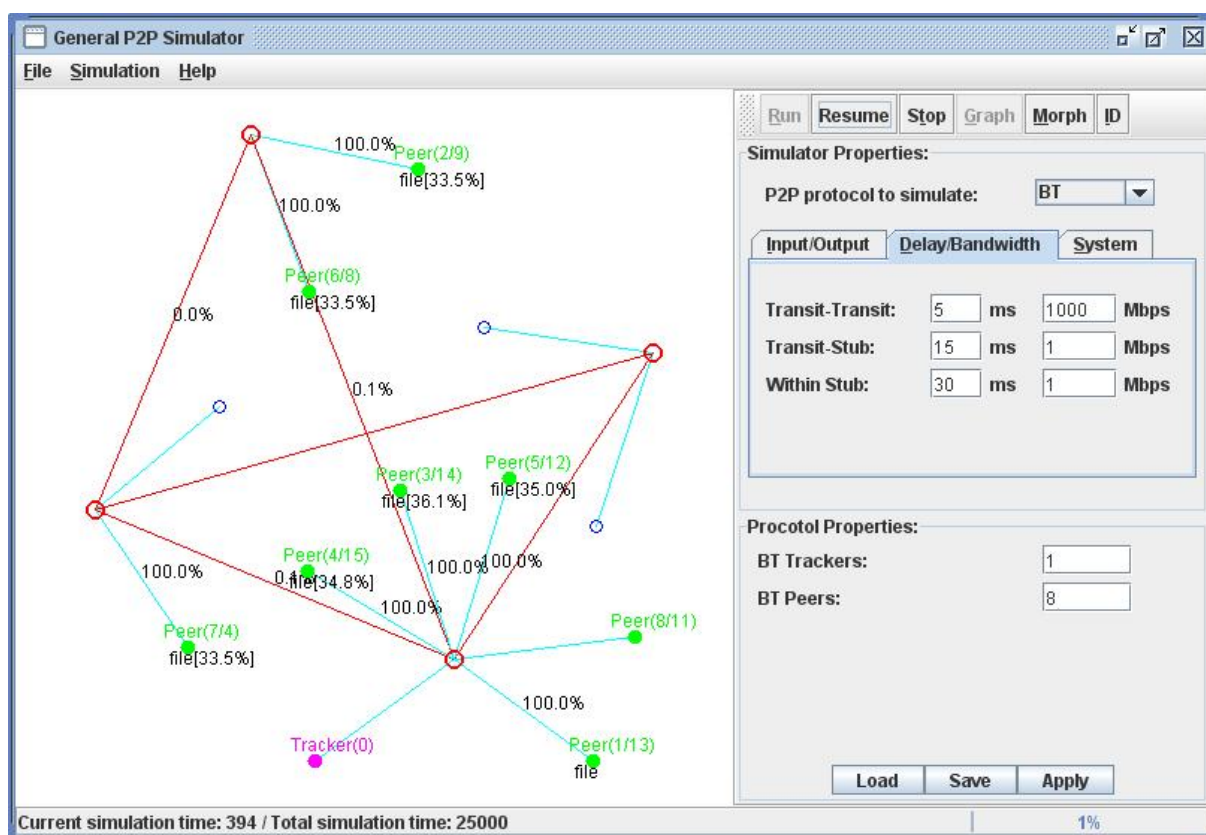 General P2P Simulator
File Simulation Help
Run Resume Stop Graph Morph ID
Simulator Properties:
P2P protocol to simulate: BT
Input/Output Delay/Bandwidth System
Transit-Transit: 5 ms 1000 Mbps
Transit-Stub: 15 ms 1 Mbps
Within Stub: 30 ms 1 Mbps
Procotol Properties:
BT Trackers: 1
BT Peers: 8
Load Save Apply
100.0%
Peer(2/9)
file[33.5%]
100.0%
Peer(6/8)
file[33.5%]
0.0%
0.1%
Peer(3/14)
file[36.1%]
Peer(5/12)
file[35.0%]
Peer(4/15)
file[34.8%]
100.0%
100.0%
100.0%
100.0%
Peer(7/4)
file[33.5%]
Peer(8/11)
100.0%
Tracker(0)
Peer(1/13)
file
Current simulation time: 394 / Total simulation time: 25000
1%